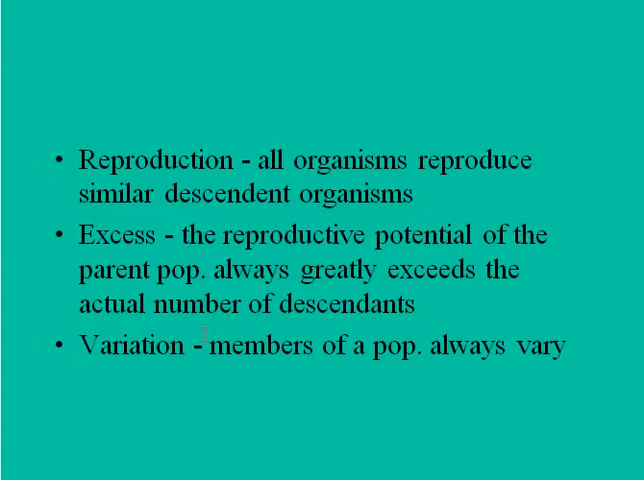 • Reproduction - all organisms reproduce
similar descendent organisms
• Excess - the reproductive potential of the
parent pop. always greatly exceeds the
actual number of descendants
• Variation - members of a pop. always vary